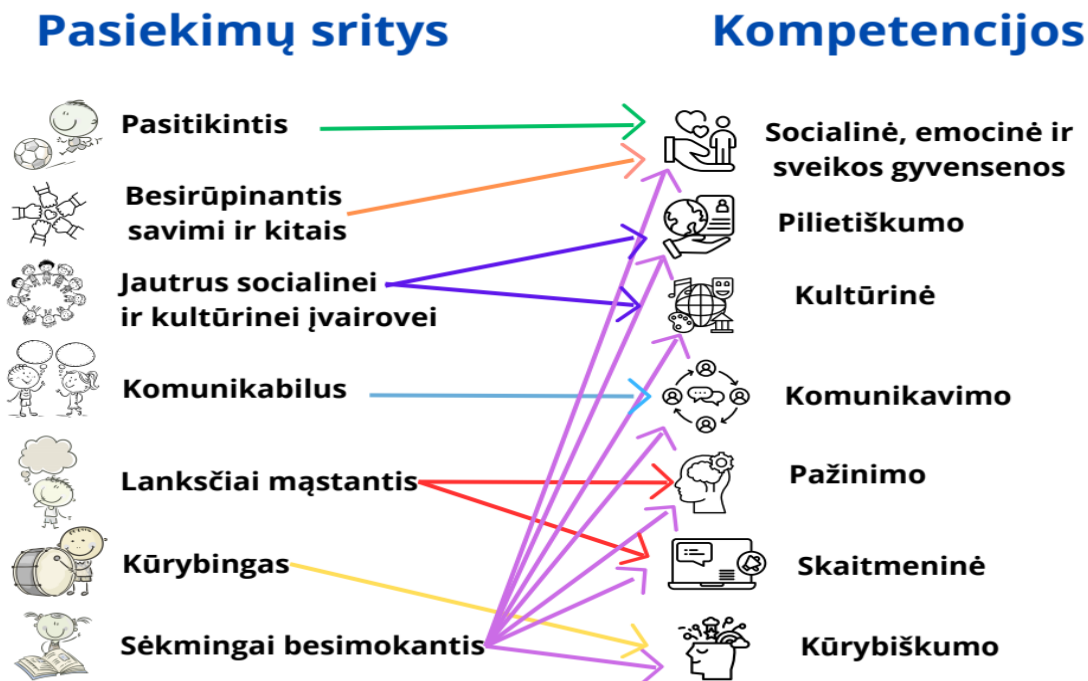 Pasiekimų sritys
Kompetencijos
Pasitikintis
Socialinė, emocinė ir
sveikos gyvensenos
Besirūpinantis
savimi ir kitais
Pilietiškumo
Jautrus socialinei
ir kultūrinei įvairovei
Kultūrinė
Komunikabilus
Komunikavimo
Lanksčiai mąstantis
Pažinimo
Kūrybingas
Skaitmeninė
Sėkmingai besimokantis
Kūrybiškumo